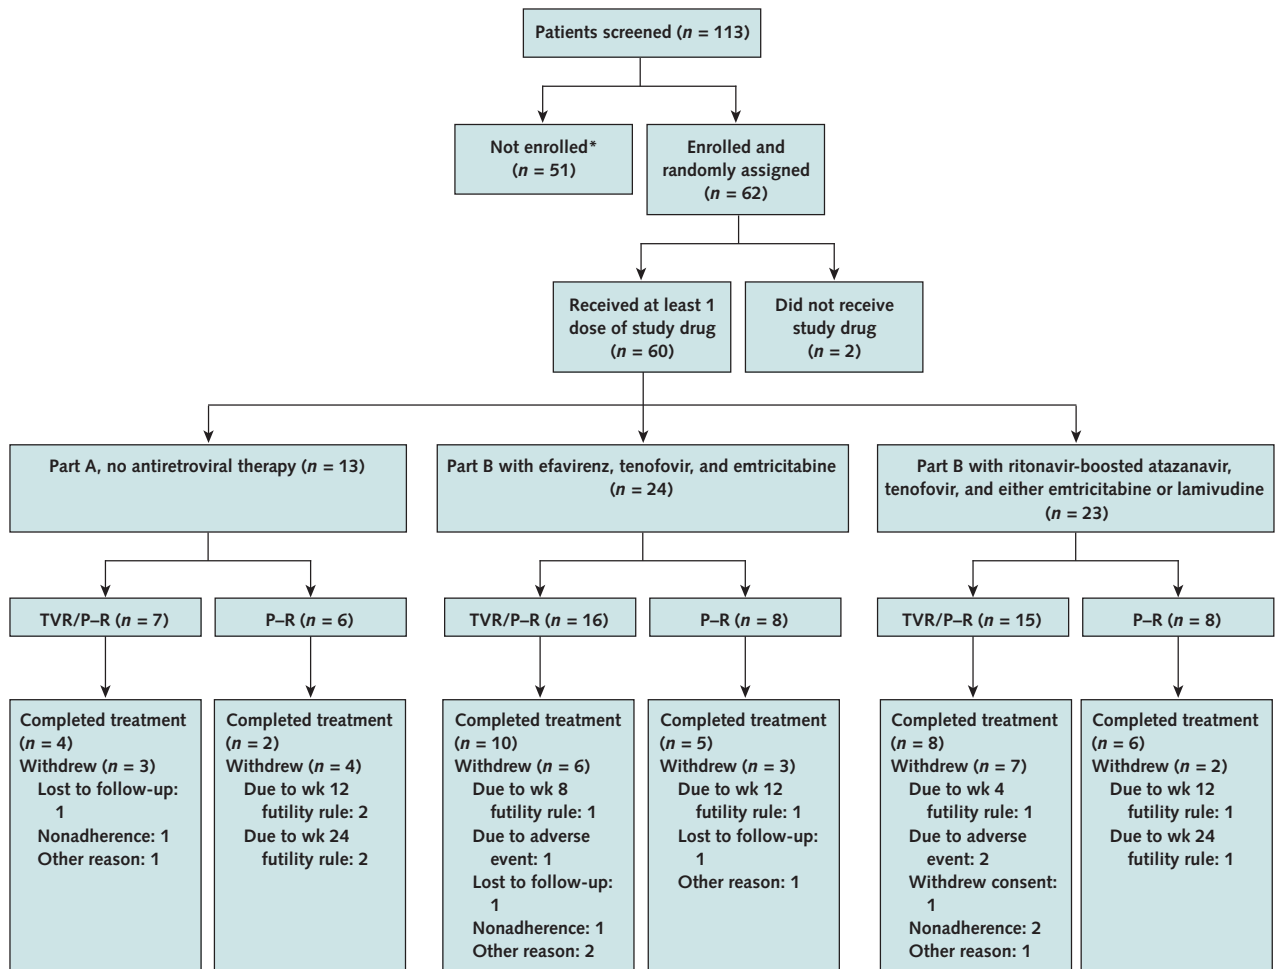 Patients screened (n = 113)
Not enrolled*
(n = 51)
Enrolled and
randomly assigned
(n = 62)
Received at least 1
dose of study drug
(n = 60)
Did not receive
study drug
(n = 2)
Part A, no antiretroviral therapy (n = 13)
Part B with efavirenz, tenofovir, and emtricitabine
(n = 24)
Part B with ritonavir-boosted atazanavir,
tenofovir, and either emtricitabine or lamivudine
(n = 23)
TVR/P–R (n = 7)
P–R (n = 6)
TVR/P–R (n = 16)
P–R (n = 8)
TVR/P–R (n = 15)
P–R (n = 8)
Completed treatment
(n = 4)
Withdrew (n = 3)
Lost to follow-up:
1
Nonadherence: 1
Other reason: 1
Completed treatment
(n = 2)
Withdrew (n = 4)
Due to wk 12
futility rule: 2
Due to wk 24
futility rule: 2
Completed treatment
(n = 10)
Withdrew (n = 6)
Due to wk 8
futility rule: 1
Due to adverse
event: 1
Lost to follow-up:
1
Nonadherence: 1
Other reason: 2
Completed treatment
(n = 5)
Withdrew (n = 3)
Due to wk 12
futility rule: 1
Lost to follow-up:
1
Other reason: 1
Completed treatment
(n = 8)
Withdrew (n = 7)
Due to wk 4
futility rule: 1
Due to adverse
event: 2
Withdrew consent:
1
Nonadherence: 2
Other reason: 1
Completed treatment
(n = 6)
Withdrew (n = 2)
Due to wk 12
futility rule: 1
Due to wk 24
futility rule: 1